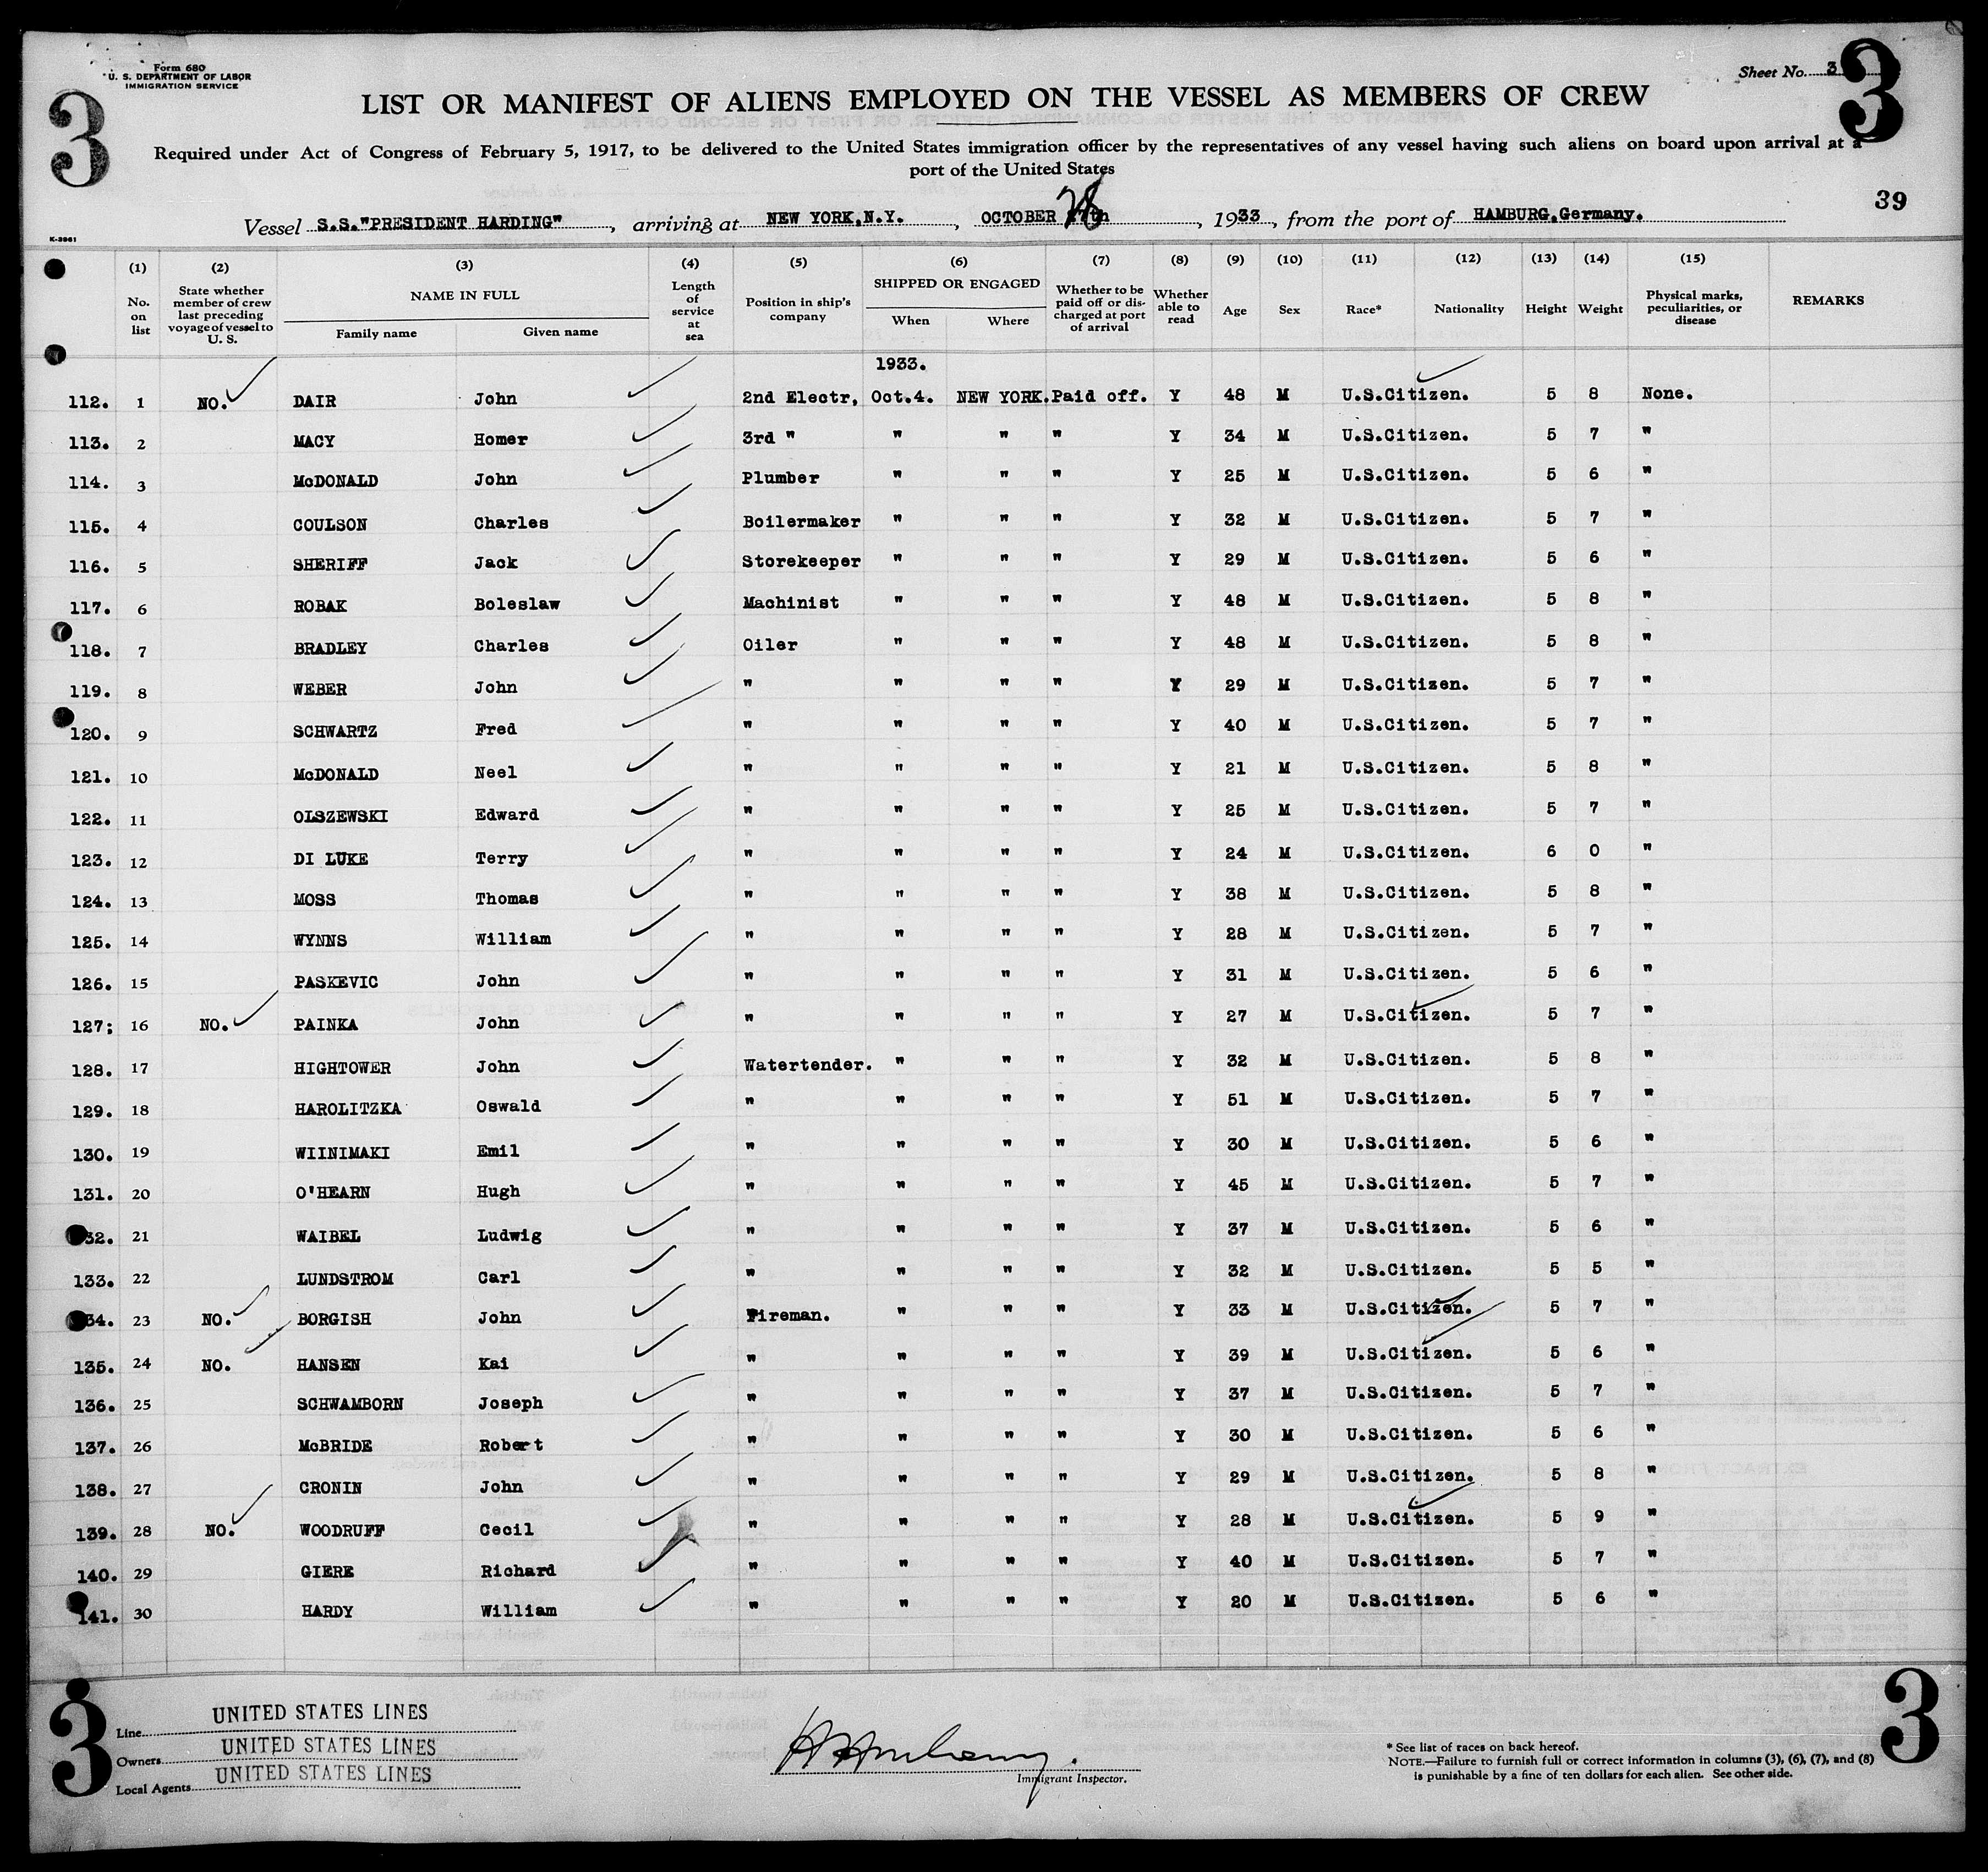 Form 680
U. S. DEPARTMENT OF LABOR
IMMIGRATION SERVICE
Sheet No. 3
3
3
LIST OR MANIFEST OF ALIENS EMPLOYED ON THE VESSEL AS MEMBERS OF CREW
Required under Act of Congress of February 5, 1917, to be delivered to the United States immigration officer by the representatives of any vessel having such aliens on board upon arrival at a
port of the United States
39
Vessel S.S."PRESIDENT HARDING", arriving at NEW YORK,N.Y., OCTOBER 27th 28, 1933, from the port of HAMBURG,Germany.
K-3961
(1) No. on list (2) State whether member of crew last preceding voyage of vessel to U. S. (3) NAME IN FULL Family name Given name (4) Length of service at sea (5) Position in ship's company (6) SHIPPED OR ENGAGED When Where (7) Whether to be paid off or discharged at port of arrival (8) Whether able to read (9) Age (10) Sex (11) Race* (12) Nationality (13) Height (14) Weight (15) Physical marks, peculiarities, or disease REMARKS
1933.
112. 1 NO. DAIR John 2nd Electr, Oct.4. NEW YORK. Paid off. Y 48 M U.S.Citizen. 5 8 None.
113. 2 MACY Homer 3rd " " " " Y 34 M U.S.Citizen. 5 7 "
114. 3 McDONALD John Plumber " " " Y 25 M U.S.Citizen. 5 6 "
115. 4 COULSON Charles Boilermaker " " " Y 32 M U.S.Citizen. 5 7 "
116. 5 SHERIFF Jack Storekeeper " " " Y 29 M U.S.Citizen. 5 6 "
117. 6 ROBAK Boleslaw Machinist " " " Y 48 M U.S.Citizen. 5 8 "
118. 7 BRADLEY Charles Oiler " " " Y 48 M U.S.Citizen. 5 8 "
119. 8 WEBER John " " " " Y 29 M U.S.Citizen. 5 7 "
120. 9 SCHWARTZ Fred " " " " Y 40 M U.S.Citizen. 5 7 "
121. 10 McDONALD Neel " " " " Y 21 M U.S.Citizen. 5 8 "
122. 11 OLSZEWSKI Edward " " " " Y 25 M U.S.Citizen. 5 7 "
123. 12 DI LUKE Terry " " " " Y 24 M U.S.Citizen. 6 0 "
124. 13 MOSS Thomas " " " " Y 38 M U.S.Citizen. 5 8 "
125. 14 WYNNS William " " " " Y 28 M U.S.Citizen. 5 7 "
126. 15 PASKEVIC John " " " " Y 31 M U.S.Citizen. 5 6 "
127; 16 NO. PAINKA John " " " " Y 27 M U.S.Citizen. 5 7 "
128. 17 HIGHTOWER John Watertender. " " " Y 32 M U.S.Citizen. 5 8 "
129. 18 HAROLITZKA Oswald " " " " Y 51 M U.S.Citizen. 5 7 "
130. 19 WIINIMAKI Emil " " " " Y 30 M U.S.Citizen. 5 6 "
131. 20 O'HEARN Hugh " " " " Y 45 M U.S.Citizen. 5 7 "
32. 21 WAIBEL Ludwig " " " " Y 37 M U.S.Citizen. 5 6 "
133. 22 LUNDSTROM Carl " " " " Y 32 M U.S.Citizen. 5 5 "
34. 23 NO. BORGISH John Fireman. " " " Y 33 M U.S.Citizen. 5 7 "
135. 24 NO. HANSEN Kai " " " " Y 39 M U.S.Citizen. 5 6 "
136. 25 SCHWAMBORN Joseph " " " " Y 37 M U.S.Citizen. 5 7 "
137. 26 McBRIDE Robert " " " " Y 30 M U.S.Citizen. 5 6 "
138. 27 CRONIN John " " " " Y 29 M U.S.Citizen. 5 8 "
139. 28 NO. WOODRUFF Cecil " " " " Y 28 M U.S.Citizen. 5 9 "
140. 29 GIERE Richard " " " " Y 40 M U.S.Citizen. 5 7 "
141. 30 HARDY William " " " " Y 20 M U.S.Citizen. 5 6 "
3
3
Line UNITED STATES LINES
Owners UNITED STATES LINES
Local Agents UNITED STATES LINES
Immigrant Inspector.
* See list of races on back hereof.
NOTE.—Failure to furnish full or correct information in columns (3), (6), (7), and (8)
is punishable by a fine of ten dollars for each alien. See other side.